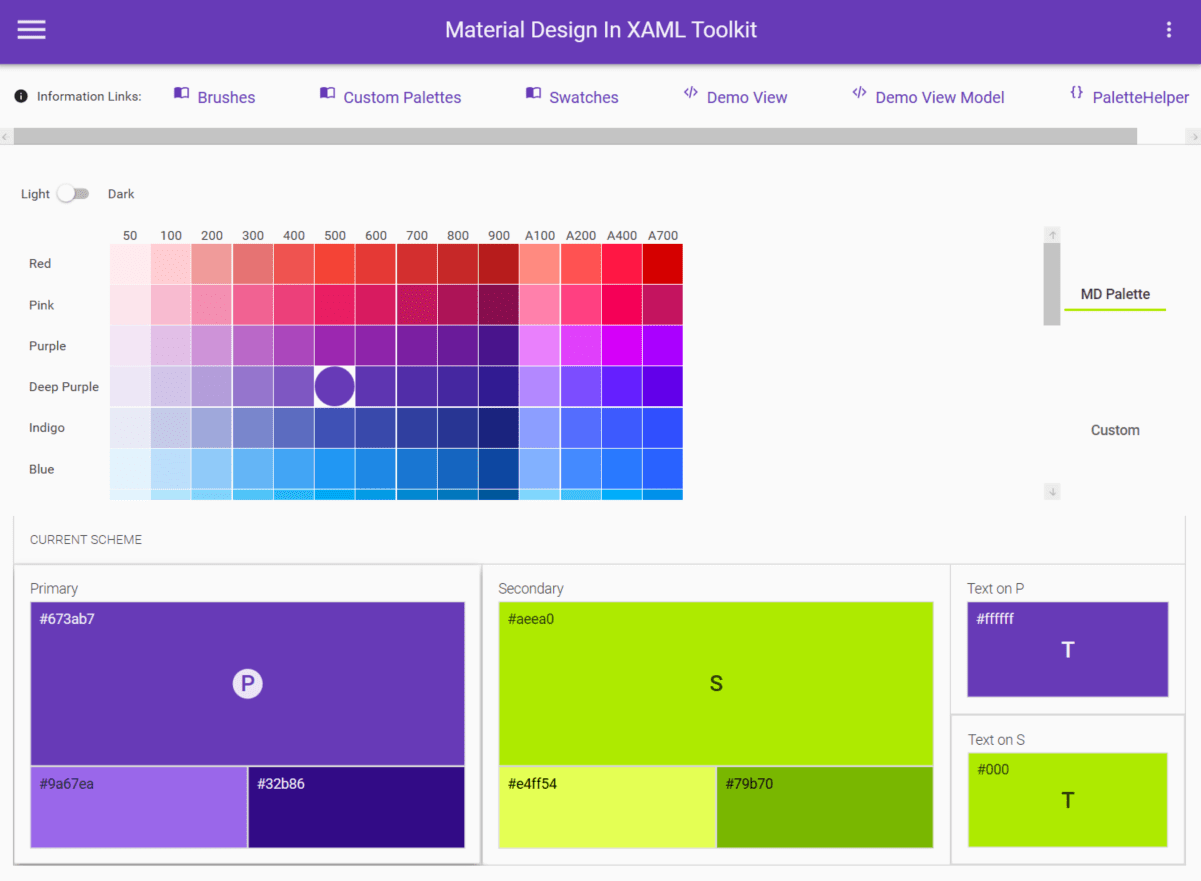 Material Design In XAML Toolkit
Information Links: Brushes Custom Palettes Swatches Demo View Demo View Model PaletteHelper
Light Dark
50 100 200 300 400 500 600 700 800 900 A100 A200 A400 A700
Red
Pink
Purple
Deep Purple
Indigo
Blue
MD Palette
Custom
CURRENT SCHEME
Primary
#673ab7
P
#9a67ea
#32b86
Secondary
#aeea0
S
#e4ff54
#79b70
Text on P
#ffffff
T
Text on S
#000
T